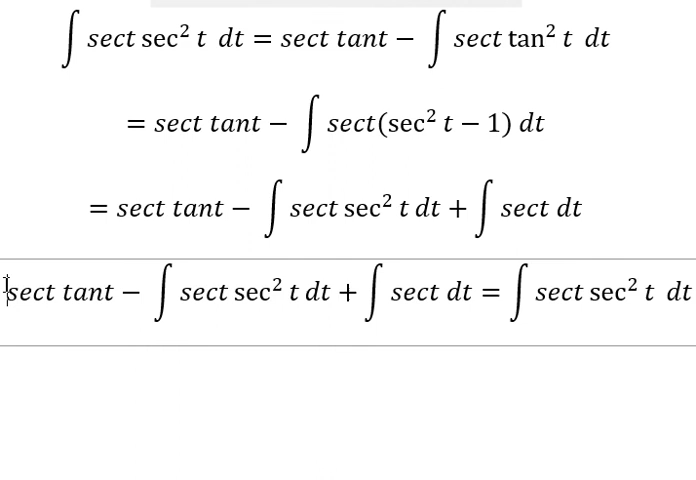 ∫ sect sec² t dt = sect tant − ∫ sect tan² t dt
= sect tant − ∫ sect(sec² t − 1) dt
= sect tant − ∫ sect sec² t dt + ∫ sect dt
sect tant − ∫ sect sec² t dt + ∫ sect dt = ∫ sect sec² t dt